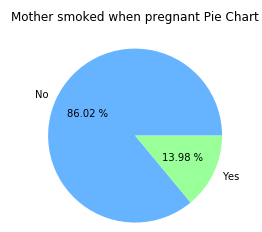 Mother smoked when pregnant Pie Chart
No
86.02 %
13.98 %
Yes